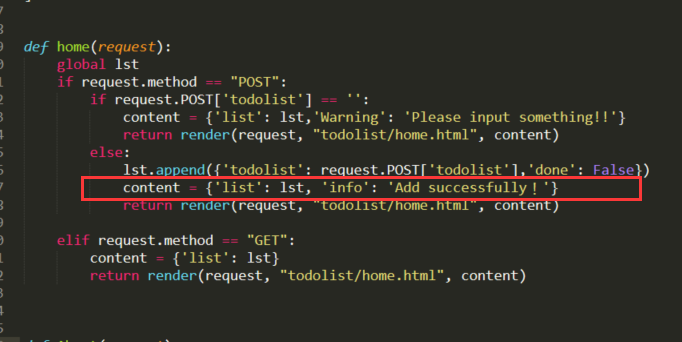 def home(request):
global lst
if request.method == "POST":
if request.POST['todolist'] == '':
content = {'list': lst,'Warning': 'Please input something!!'}
return render(request, "todolist/home.html", content)
else:
lst.append({'todolist': request.POST['todolist'],'done': False})
content = {'list': lst, 'info': 'Add successfully！'}
return render(request, "todolist/home.html", content)
elif request.method == "GET":
content = {'list': lst}
return render(request, "todolist/home.html", content)